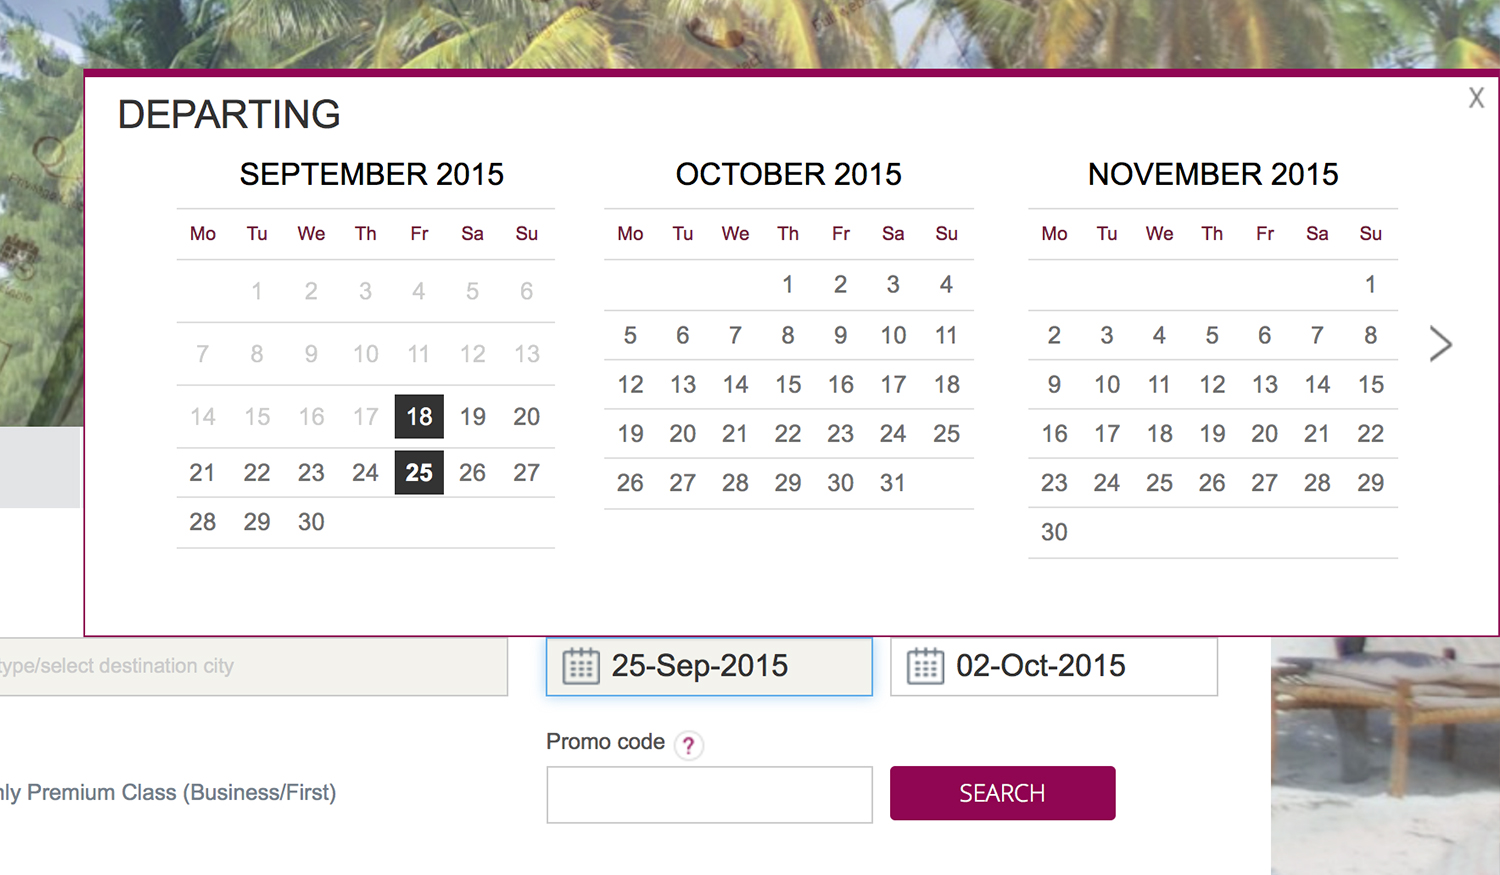 DEPARTING
X
SEPTEMBER 2015
Mo Tu We Th Fr Sa Su
1 2 3 4 5 6
7 8 9 10 11 12 13
14 15 16 17 18 19 20
21 22 23 24 25 26 27
28 29 30
OCTOBER 2015
Mo Tu We Th Fr Sa Su
1 2 3 4
5 6 7 8 9 10 11
12 13 14 15 16 17 18
19 20 21 22 23 24 25
26 27 28 29 30 31
NOVEMBER 2015
Mo Tu We Th Fr Sa Su
1
2 3 4 5 6 7 8
9 10 11 12 13 14 15
16 17 18 19 20 21 22
23 24 25 26 27 28 29
30
type/select destination city
25-Sep-2015
02-Oct-2015
Promo code ?
nly Premium Class (Business/First)
SEARCH